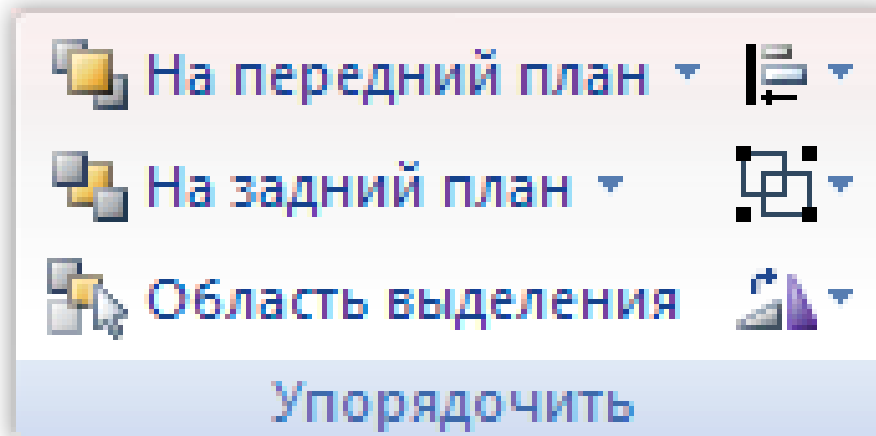 На передний план
На задний план
Область выделения
Упорядочить